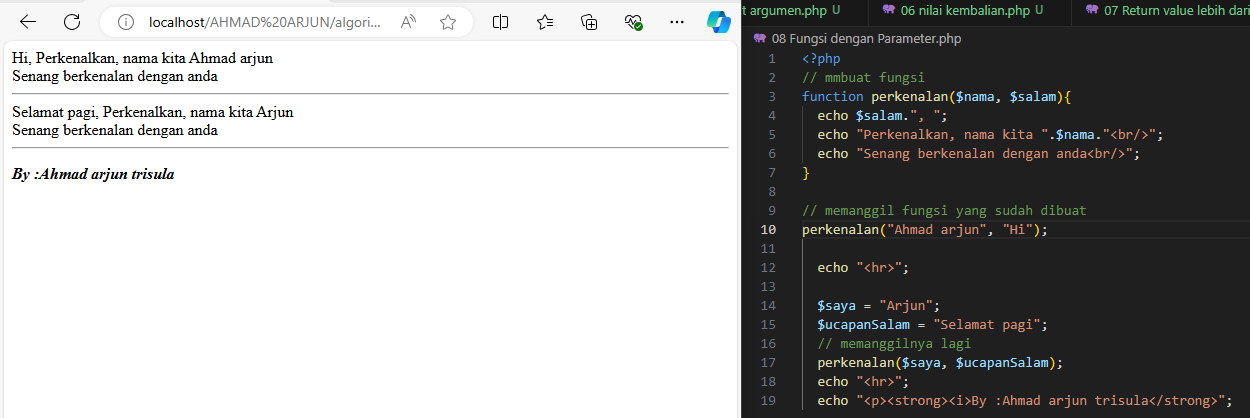 localhost/AHMAD%20ARJUN/algori...
Hi, Perkenalkan, nama kita Ahmad arjun
Senang berkenalan dengan anda
Selamat pagi, Perkenalkan, nama kita Arjun
Senang berkenalan dengan anda
By :Ahmad arjun trisula
t argumen.php U
06 nilai kembalian.php U
07 Return value lebih dari
08 Fungsi dengan Parameter.php
1 <?php
2 // mmbuat fungsi
3 function perkenalan($nama, $salam){
4 echo $salam.", ";
5 echo "Perkenalkan, nama kita ".$nama."<br/>";
6 echo "Senang berkenalan dengan anda<br/>";
7 }
8
9 // memanggil fungsi yang sudah dibuat
10 perkenalan("Ahmad arjun", "Hi");
11
12 echo "<hr>";
13
14 $saya = "Arjun";
15 $ucapanSalam = "Selamat pagi";
16 // memanggilnya lagi
17 perkenalan($saya, $ucapanSalam);
18 echo "<hr>";
19 echo "<p><strong><i>By :Ahmad arjun trisula</strong>";